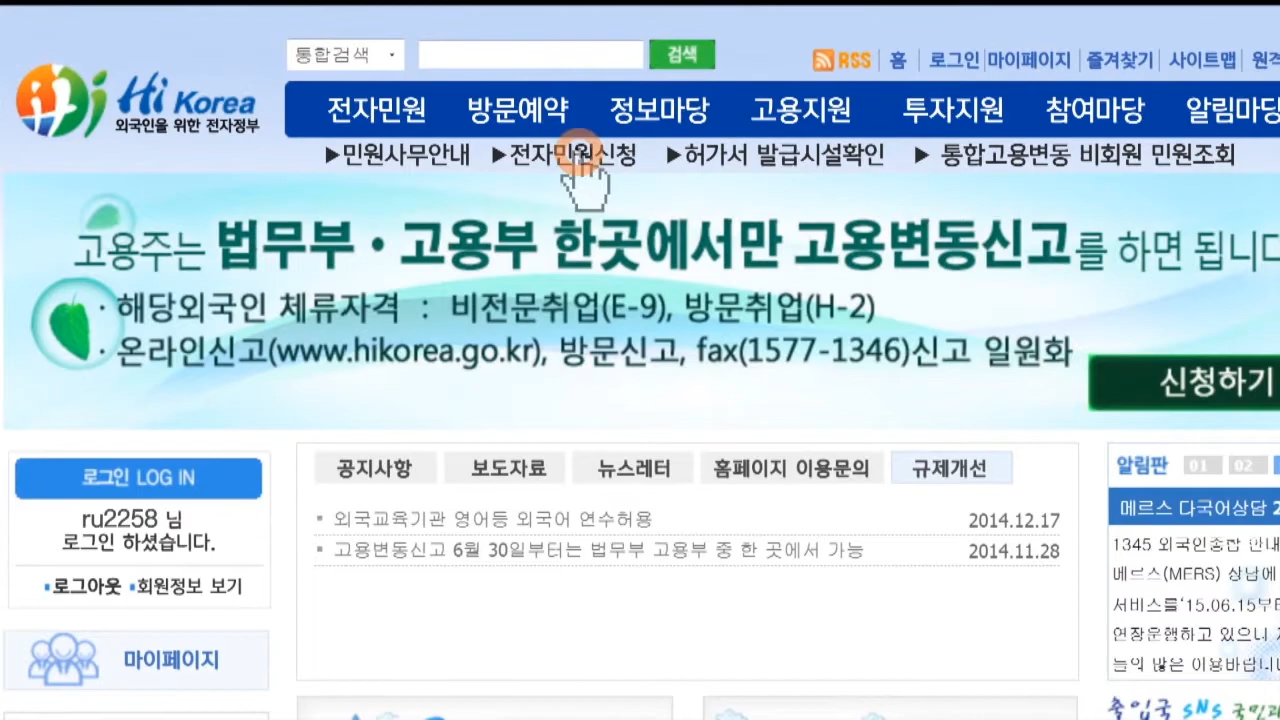 통합검색
검색
RSS 홈 로그인 마이페이지 즐겨찾기 사이트맵
Hi Korea
외국인을 위한 전자정부
전자민원 방문예약 정보마당 고용지원 투자지원 참여마당 알림마당
▶민원사무안내 ▶전자민원신청 ▶허가서 발급시설확인 ▶ 통합고용변동 비회원 민원조회
고용주는 법무부·고용부 한곳에서만 고용변동신고를 하면 됩니다
· 해당외국인 체류자격 : 비전문취업(E-9), 방문취업(H-2)
· 온라인신고(www.hikorea.go.kr), 방문신고, fax(1577-1346)신고 일원화
신청하기
로그인 LOG IN
ru2258 님
로그인 하셨습니다.
로그아웃 회원정보 보기
마이페이지
공지사항 보도자료 뉴스레터 홈페이지 이용문의 규제개선
외국교육기관 영어등 외국어 연수허용 2014.12.17
고용변동신고 6월 30일부터는 법무부 고용부 중 한 곳에서 가능 2014.11.28
알림판 01 02
메르스 다국어상담
1345 외국인종합 안내
메르스(MERS) 상담에
서비스를'15.06.15부터
연장운행하고 있으니
많은 이용바랍니다
출입국 SNS